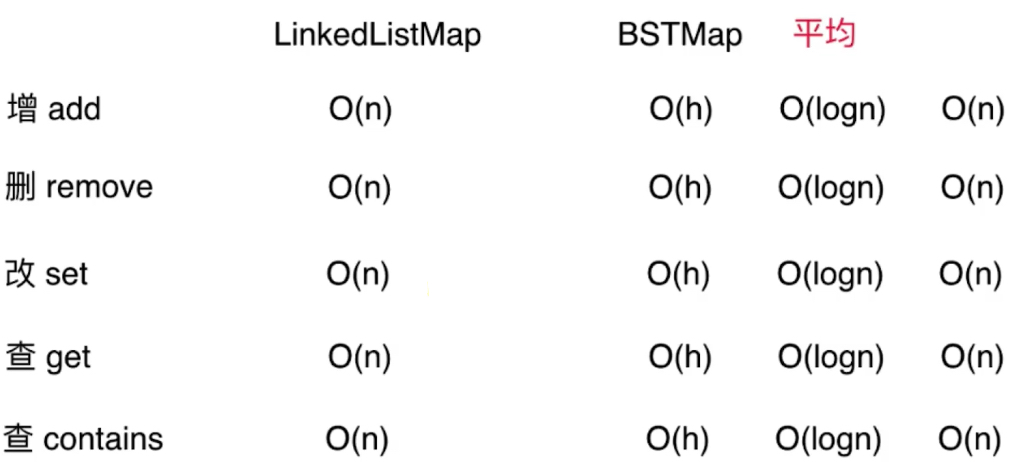 LinkedListMap BSTMap 平均
增 add O(n) O(h) O(logn) O(n)
删 remove O(n) O(h) O(logn) O(n)
改 set O(n) O(h) O(logn) O(n)
查 get O(n) O(h) O(logn) O(n)
查 contains O(n) O(h) O(logn) O(n)